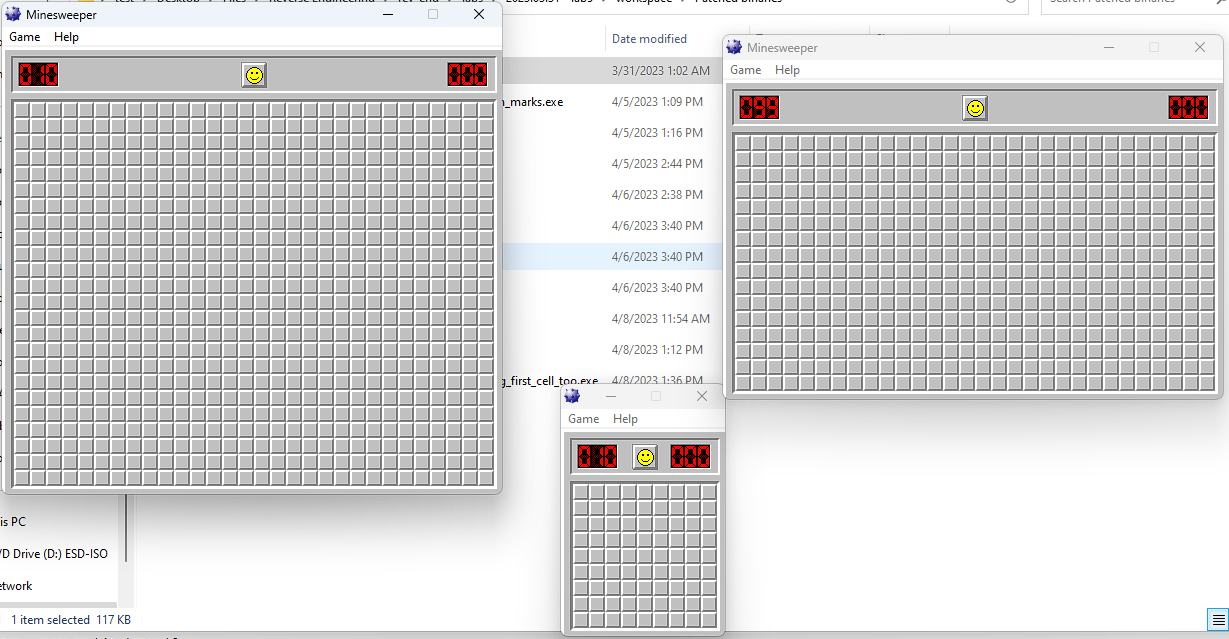 Minesweeper
Game Help
Date modified
3/31/2023 1:02 AM
n_marks.exe 4/5/2023 1:09 PM
4/5/2023 1:16 PM
4/5/2023 2:44 PM
4/6/2023 2:38 PM
4/6/2023 3:40 PM
4/6/2023 3:40 PM
4/6/2023 3:40 PM
4/8/2023 11:54 AM
4/8/2023 1:12 PM
g_first_cell_too.exe 4/8/2023 1:36 PM
Minesweeper
Game Help
Game Help
is PC
/D Drive (D:) ESD-ISO
etwork
1 item selected 117 KB